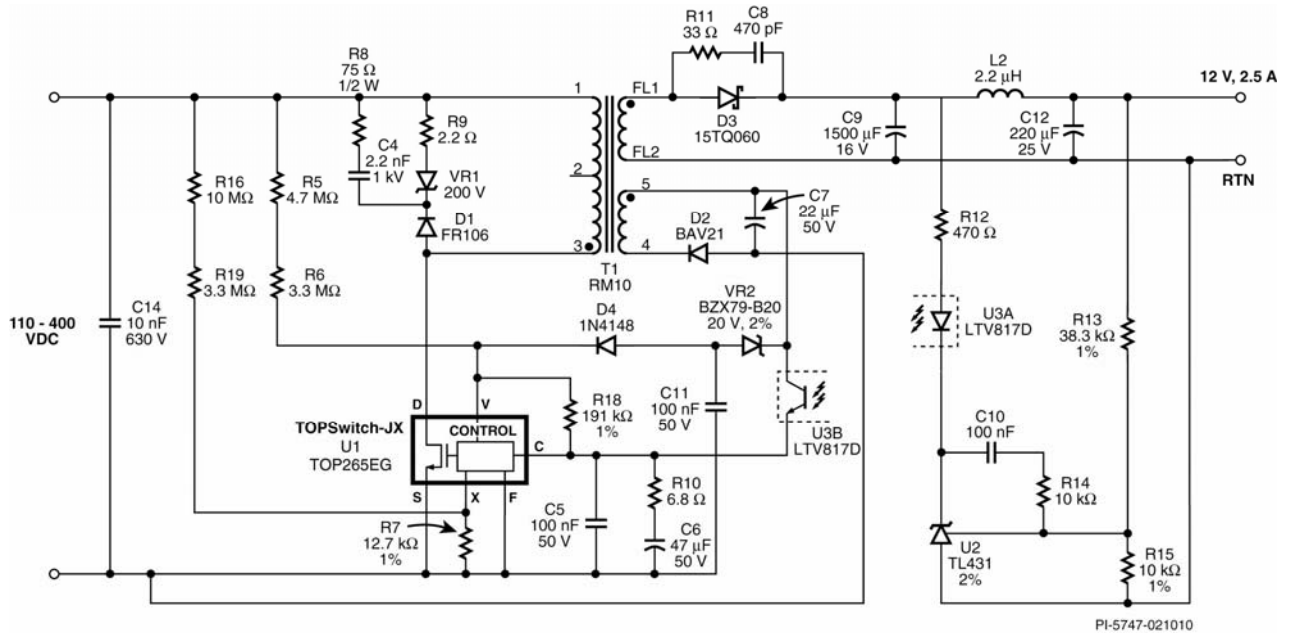 R11
33 Ω
C8
470 pF
R8
75 Ω
1/2 W
L2
2.2 µH
12 V, 2.5 A
1
FL1
D3
15TQ060
R9
2.2 Ω
C4
2.2 nF
1 kV
VR1
200 V
2
FL2
C9
1500 µF
16 V
C12
220 µF
25 V
RTN
R16
10 MΩ
R5
4.7 MΩ
5
C7
22 µF
50 V
D1
FR106
D2
BAV21
R12
470 Ω
3
4
T1
RM10
R19
3.3 MΩ
R6
3.3 MΩ
VR2
BZX79-B20
20 V, 2%
C14
10 nF
630 V
110 - 400
VDC
D4
1N4148
U3A
LTV817D
R13
38.3 kΩ
1%
D
V
R18
191 kΩ
1%
C11
100 nF
50 V
U3B
LTV817D
TOPSwitch-JX
U1
TOP265EG
CONTROL
C
C10
100 nF
S
X
F
R10
6.8 Ω
R14
10 kΩ
R7
12.7 kΩ
1%
C5
100 nF
50 V
C6
47 µF
50 V
U2
TL431
2%
R15
10 kΩ
1%
PI-5747-021010